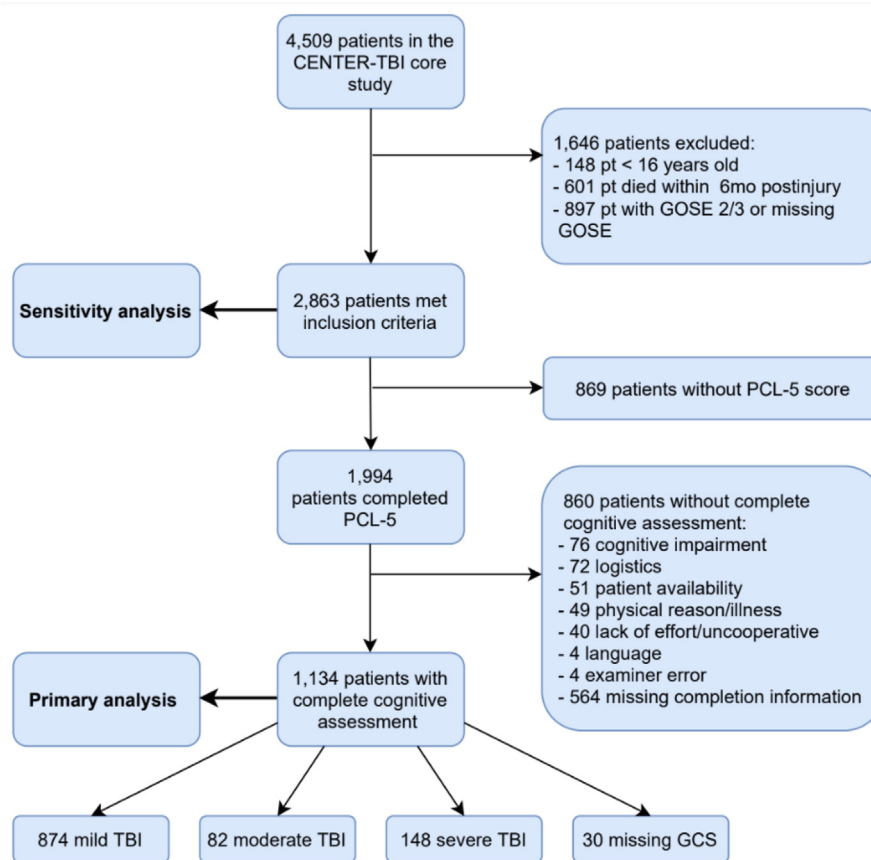 4,509 patients in the
CENTER-TBI core
study
1,646 patients excluded:
- 148 pt < 16 years old
- 601 pt died within 6mo postinjury
- 897 pt with GOSE 2/3 or missing
GOSE
Sensitivity analysis
2,863 patients met
inclusion criteria
869 patients without PCL-5 score
1,994
patients completed
PCL-5
860 patients without complete
cognitive assessment:
- 76 cognitive impairment
- 72 logistics
- 51 patient availability
- 49 physical reason/illness
- 40 lack of effort/uncooperative
- 4 language
- 4 examiner error
- 564 missing completion information
Primary analysis
1,134 patients with
complete cognitive
assessment
874 mild TBI
82 moderate TBI
148 severe TBI
30 missing GCS